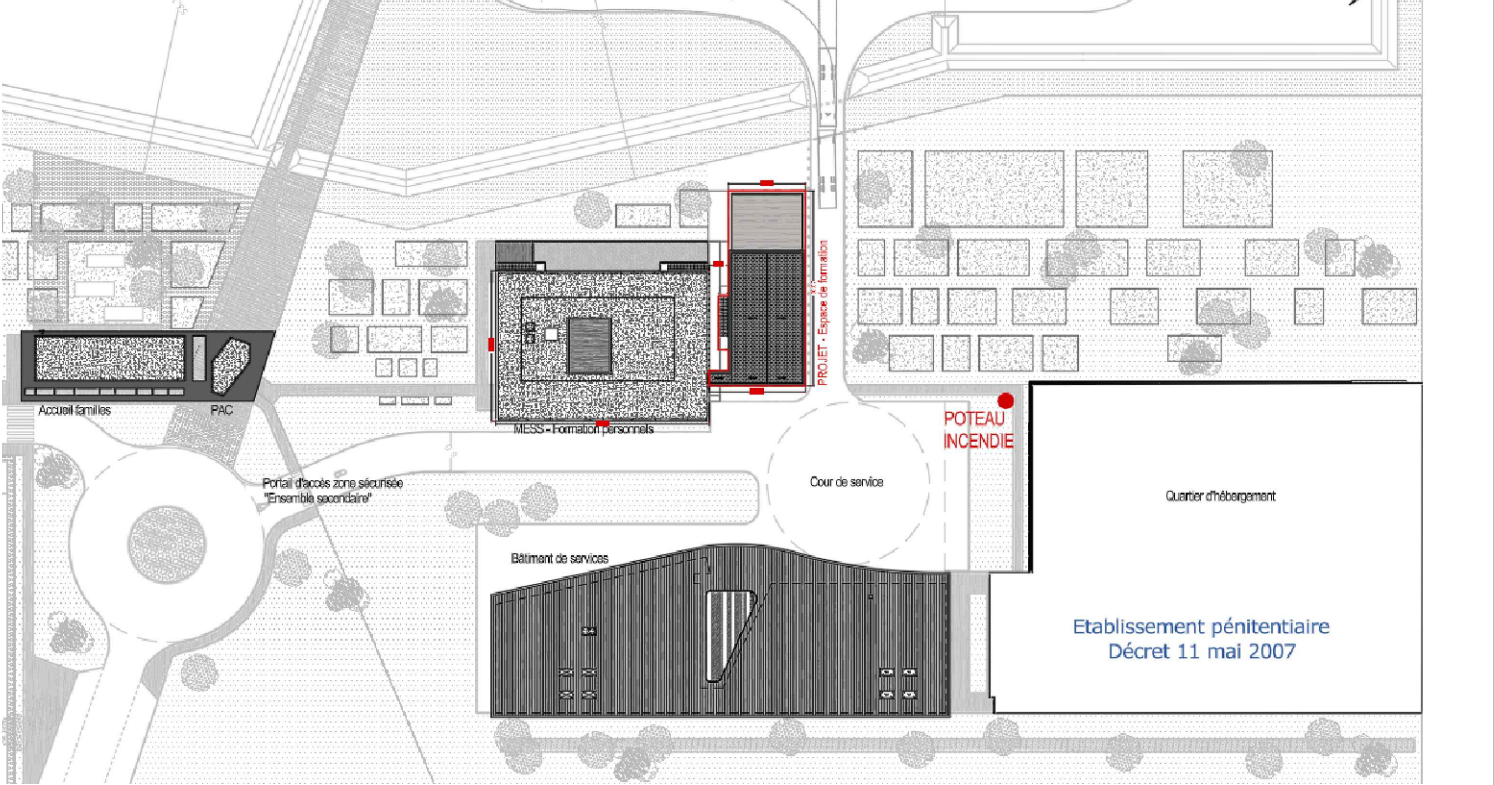 PROJET - Espace de formation
Accueil familles
PAC
MESS - Formation personnels
POTEAU
INCENDIE
Portail d'accès zone sécurisée
"Ensemble secondaire"
Cour de service
Quartier d'hébergement
Bâtiment de services
Etablissement pénitentiaire
Décret 11 mai 2007